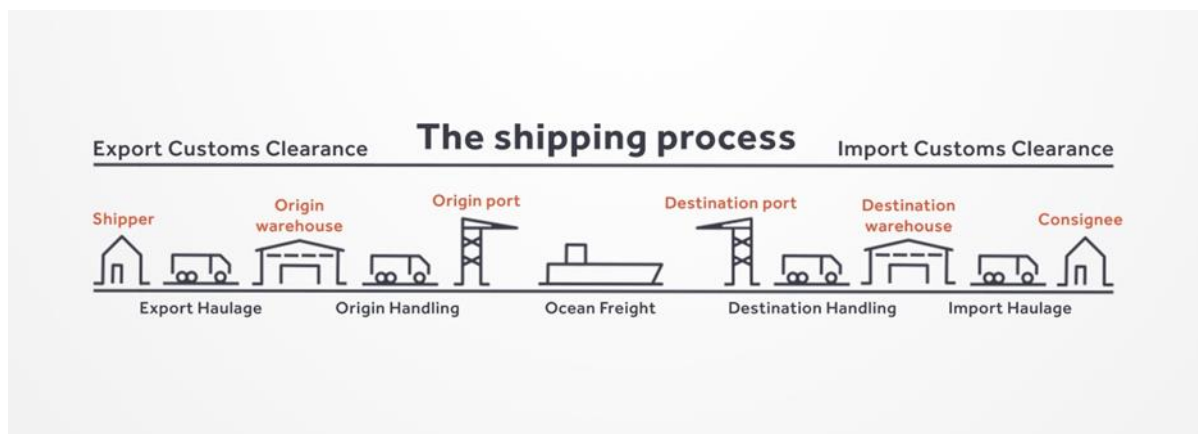 The shipping process
Export Customs Clearance
Import Customs Clearance
Shipper
Origin
warehouse
Origin port
Destination port
Destination
warehouse
Consignee
Export Haulage
Origin Handling
Ocean Freight
Destination Handling
Import Haulage